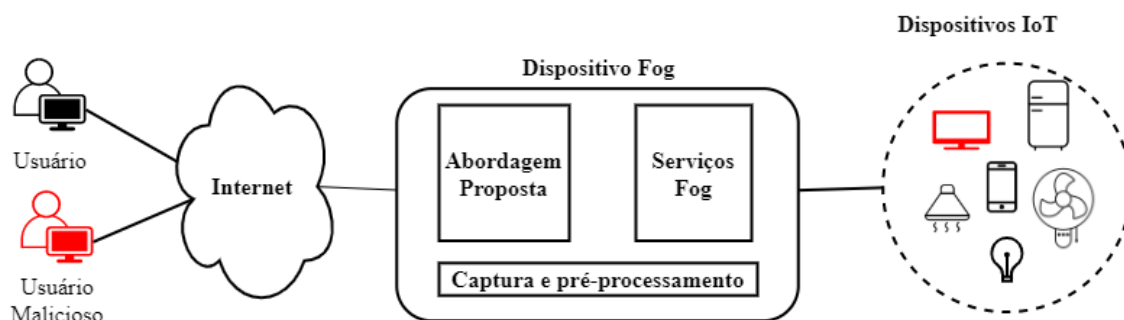 Dispositivos IoT
Dispositivo Fog
Usuário
Internet
Abordagem
Proposta
Serviços
Fog
Captura e pré-processamento
Usuário
Malicioso